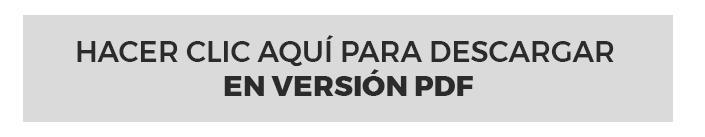 HACER CLIC AQUÍ PARA DESCARGAR
EN VERSIÓN PDF